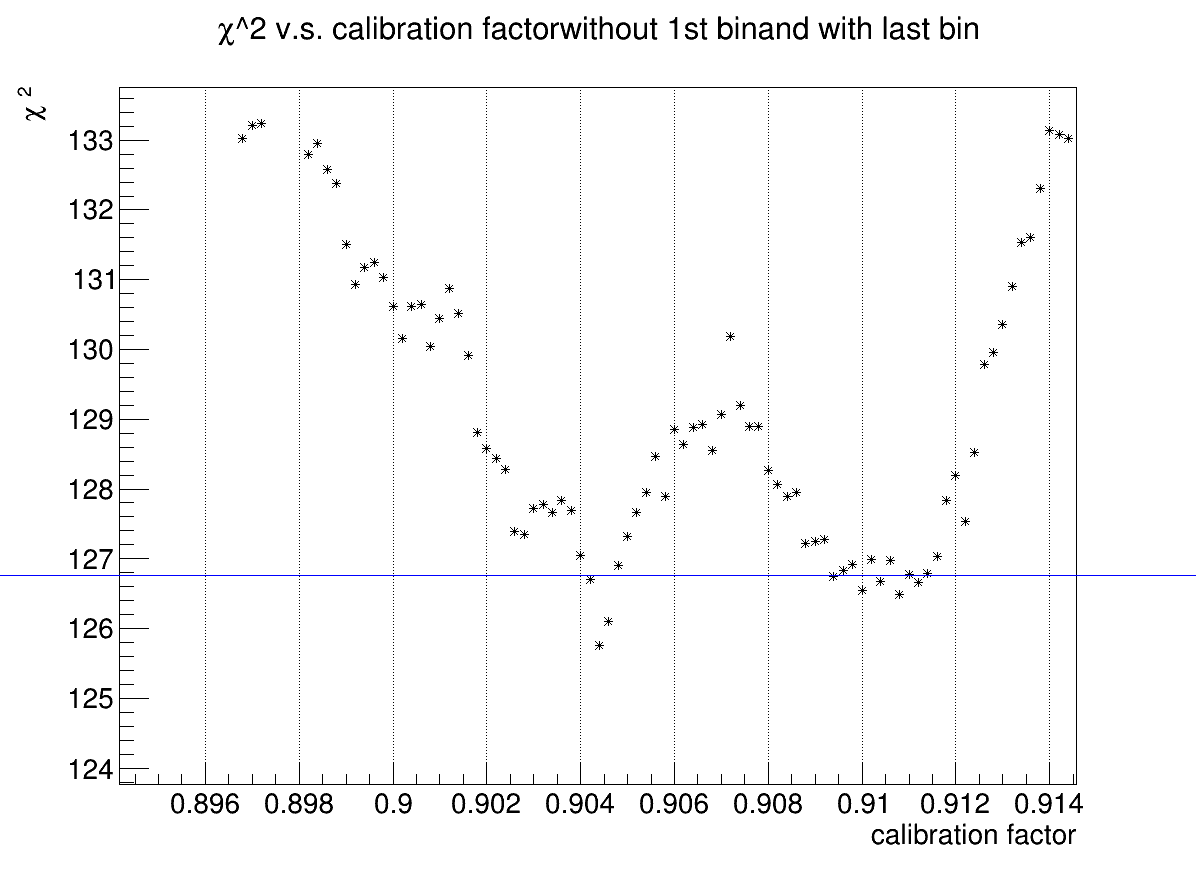 χ^2 v.s. calibration factorwithout 1st binand with last bin
χ 2
133
132
131
130
129
128
127
126
125
124
0.896 0.898 0.9 0.902 0.904 0.906 0.908 0.91 0.912 0.914
calibration factor